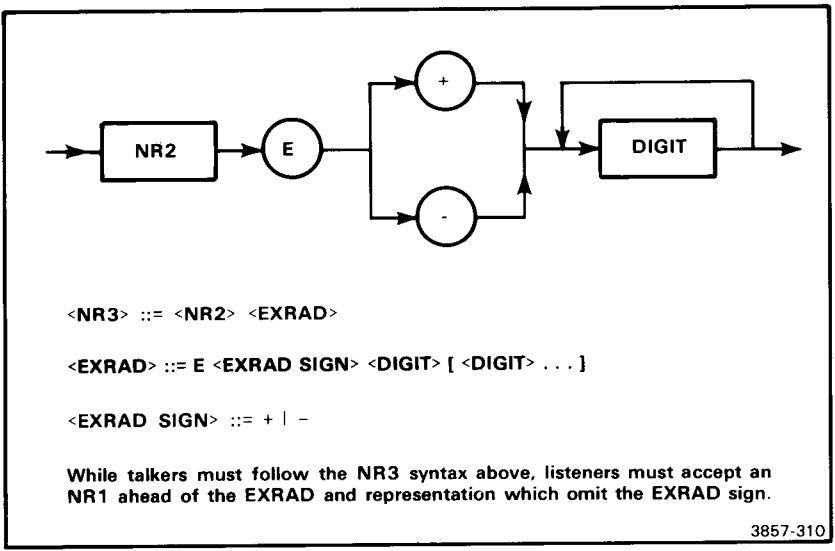 +
NR2
E
DIGIT
-
<NR3> ::= <NR2> <EXRAD>
<EXRAD> ::= E <EXRAD SIGN> <DIGIT> [ <DIGIT> . . . ]
<EXRAD SIGN> ::= + | −
While talkers must follow the NR3 syntax above, listeners must accept an
NR1 ahead of the EXRAD and representation which omit the EXRAD sign.
3857-310